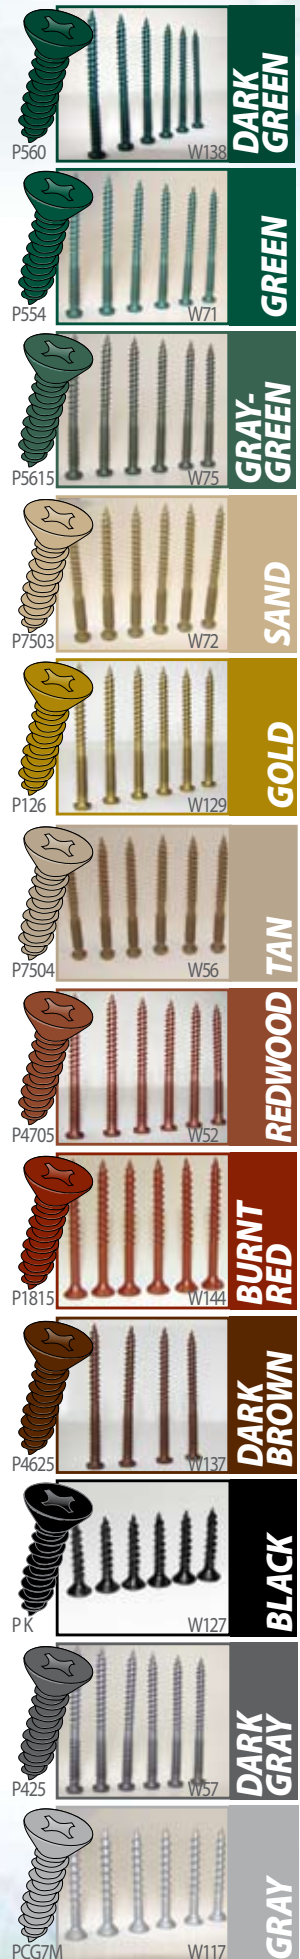 P560
W138
DARK
GREEN
P554
W71
GREEN
P5615
W75
GRAY-
GREEN
P7503
W72
SAND
P126
W129
GOLD
P7504
W56
TAN
P4705
W52
REDWOOD
P1815
W144
BURNT
RED
P4625
W137
DARK
BROWN
PK
W127
BLACK
P425
W57
DARK
GRAY
PCG7M
W117
GRAY